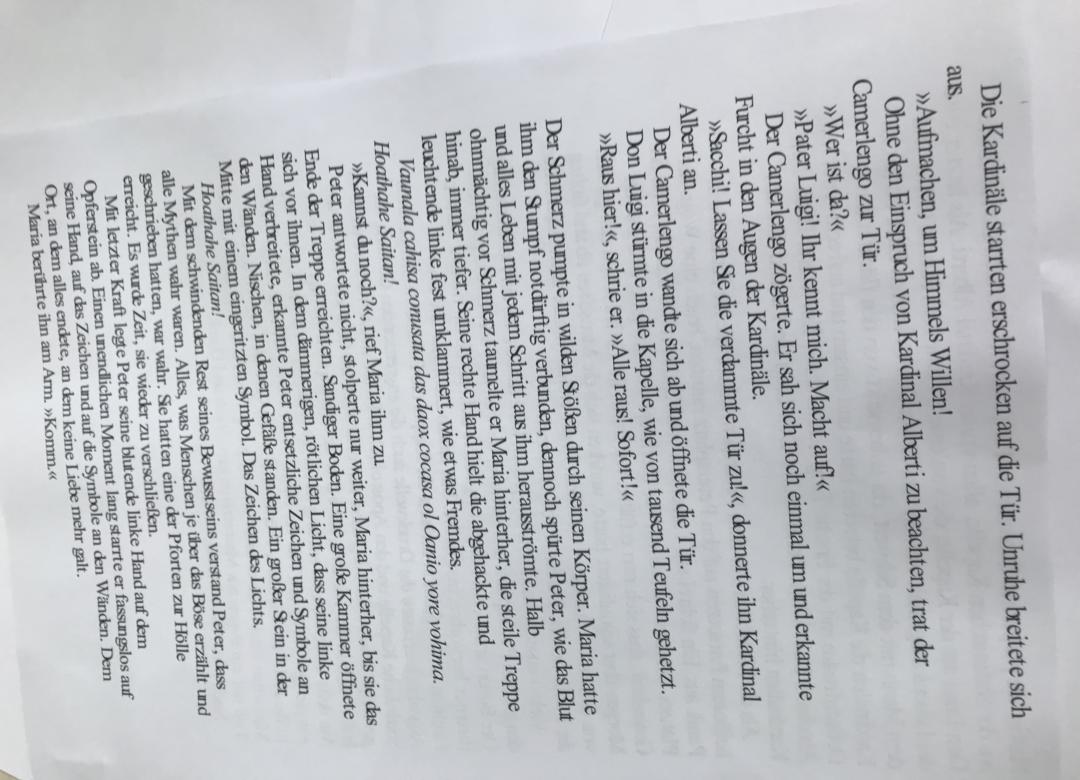 Die Kardinäle starrten erschrocken auf die Tür. Unruhe breitete sich
aus.
»Aufmachen, um Himmels Willen!
Ohne den Einspruch von Kardinal Alberti zu beachten, trat der
Camerlengo zur Tür.
»Wer ist da?«
»Pater Luigi! Ihr kennt mich. Macht auf!«
Der Camerlengo zögerte. Er sah sich noch einmal um und erkannte
Furcht in den Augen der Kardinäle.
»Sacchi! Lassen Sie die verdammte Tür zu!«, donnerte ihn Kardinal
Alberti an.
Der Camerlengo wandte sich ab und öffnete die Tür.
Don Luigi stürmte in die Kapelle, wie von tausend Teufeln gehetzt.
»Raus hier!«, schrie er. »Alle raus! Sofort!«
Der Schmerz pumpte in wilden Stößen durch seinen Körper. Maria hatte
ihm den Stumpf notdürftig verbunden, dennoch spürte Peter, wie das Blut
und alles Leben mit jedem Schritt aus ihm herausströmte. Halb
ohnmächtig vor Schmerz taumelte er Maria hinterher, die steile Treppe
hinab, immer tiefer. Seine rechte Hand hielt die abgehackte und
leuchtende linke fest umklammert, wie etwas Fremdes.
Vaunala cahisa conusata das daox cocasa ol Oanio yore vohima.
Hoathahe Saitan!
»Kannst du noch?«, rief Maria ihm zu.
Peter antwortete nicht, stolperte nur weiter, Maria hinterher, bis sie das
Ende der Treppe erreichten. Sandiger Boden. Eine große Kammer öffnete
sich vor ihnen. In dem dämmerigen, rötlichen Licht, dass seine linke
Hand verbreitete, erkannte Peter entsetzliche Zeichen und Symbole an
den Wänden. Nischen, in denen Gefäße standen. Ein großer Stein in der
Mitte mit einem eingeritzten Symbol. Das Zeichen des Lichts.
Hoathahe Saitan!
Mit dem schwindenden Rest seines Bewusstseins verstand Peter, dass
alle Mythen wahr waren. Alles, was Menschen je über das Böse erzählt und
geschrieben hatten, war wahr. Sie hatten eine der Pforten zur Hölle
erreicht. Es wurde Zeit, sie wieder zu verschließen.
Mit letzter Kraft lege Peter seine blutende linke Hand auf dem
Opferstein ab. Einen unendlichen Moment lang starrte er fassungslos auf
seine Hand, auf das Zeichen und auf die Symbole an den Wänden. Dem
Ort, an dem alles endete, an dem keine Liebe mehr galt.
Maria berührte ihn am Arm. »Komm.«